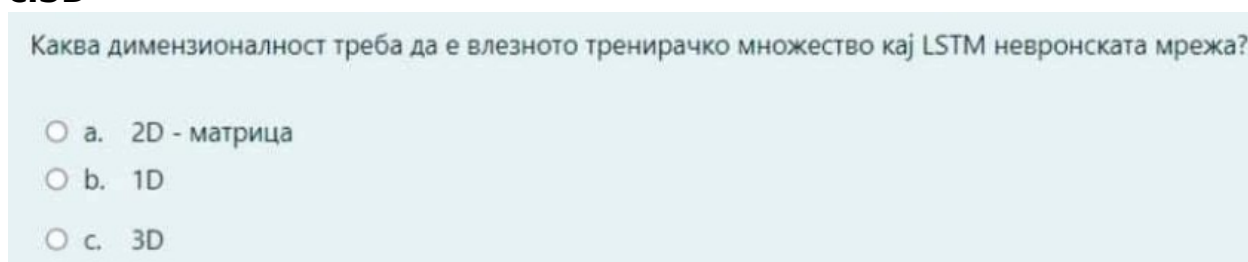 Каква димензионалност треба да е влезното тренирачко множество кај LSTM невронската мрежа?
a. 2D - матрица
b. 1D
c. 3D